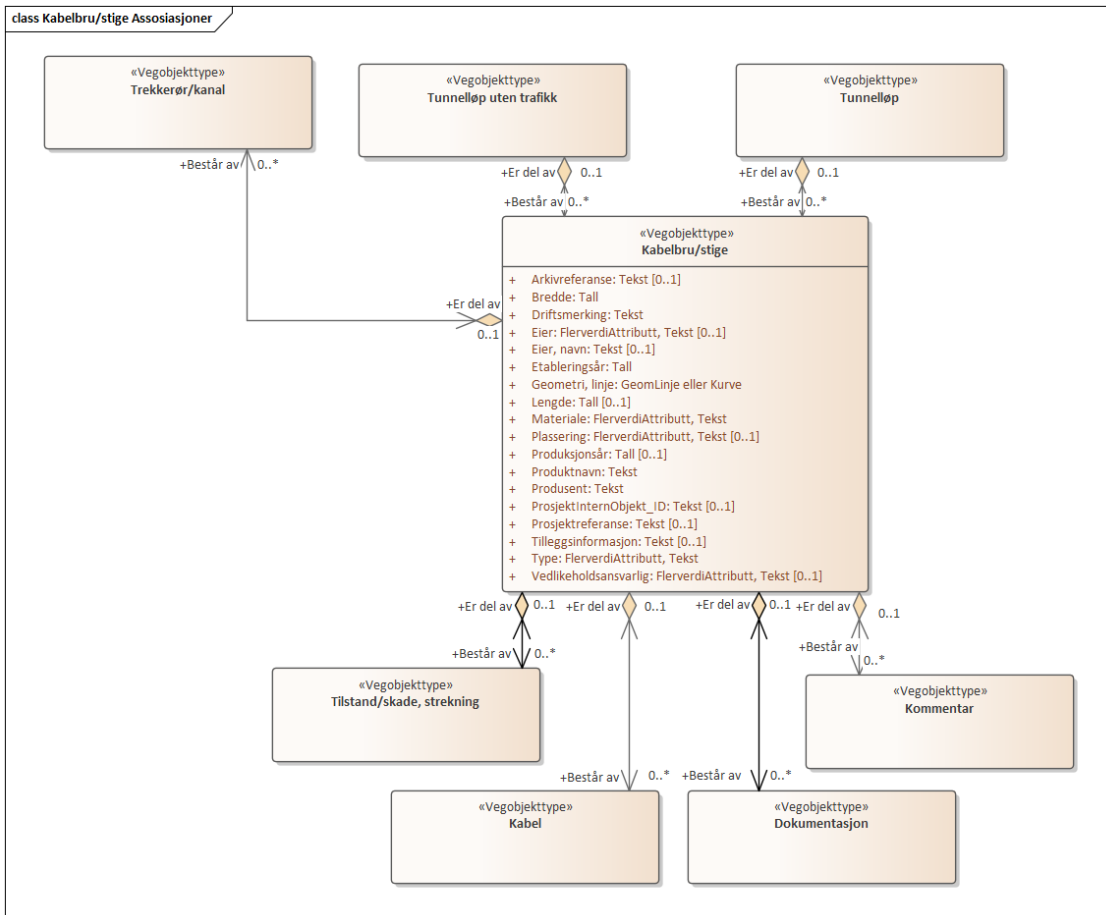 class Kabelbru/stige Assosiasjoner
«Vegobjekttype»
Trekkerør/kanal
«Vegobjekttype»
Tunnelløp uten trafikk
«Vegobjekttype»
Tunnelløp
+Består av 0..*
+Er del av 0..1
+Består av 0..*
+Er del av 0..1
+Består av 0..*
+Er del av
0..1
«Vegobjekttype»
Kabelbru/stige
+ Arkivreferanse: Tekst [0..1]
+ Bredde: Tall
+ Driftsmerking: Tekst
+ Eier: FlerverdiAttributt, Tekst [0..1]
+ Eier, navn: Tekst [0..1]
+ Etableringsår: Tall
+ Geometri, linje: GeomLinje eller Kurve
+ Lengde: Tall [0..1]
+ Materiale: FlerverdiAttributt, Tekst
+ Plassering: FlerverdiAttributt, Tekst [0..1]
+ Produksjonsår: Tall [0..1]
+ Produktnavn: Tekst
+ Produsent: Tekst
+ ProsjektInternObjekt_ID: Tekst [0..1]
+ Prosjektreferanse: Tekst [0..1]
+ Tilleggsinformasjon: Tekst [0..1]
+ Type: FlerverdiAttributt, Tekst
+ Vedlikeholdsansvarlig: FlerverdiAttributt, Tekst [0..1]
+Er del av 0..1
+Er del av 0..1
+Er del av 0..1
+Er del av 0..1
+Består av 0..*
+Består av
0..*
«Vegobjekttype»
Tilstand/skade, strekning
«Vegobjekttype»
Kommentar
+Består av 0..*
+Består av 0..*
«Vegobjekttype»
Kabel
«Vegobjekttype»
Dokumentasjon